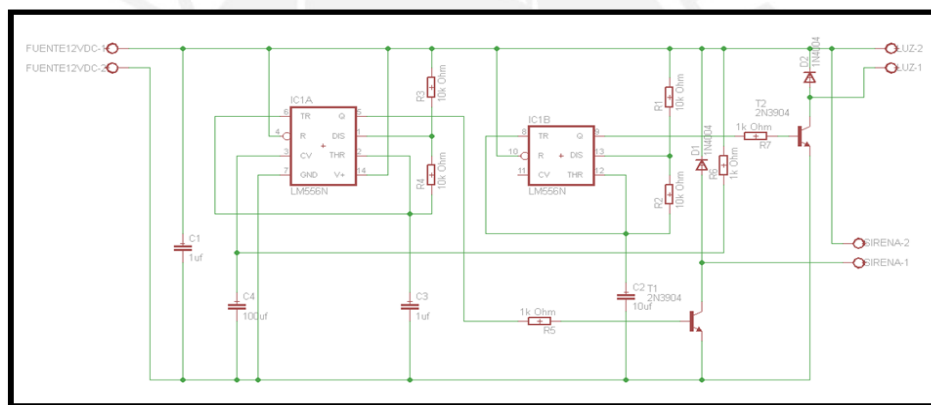 FUENTE12VDC-1
FUENTE12VDC-2
C1
1uf
IC1A
TR
Q
R
DIS
CV
THR
GND
V+
LM556N
6
4
3
7
5
1
2
14
R3
10k Ohm
R4
10k Ohm
C4
100uf
C3
1uf
IC1B
TR
Q
R
DIS
CV
THR
LM556N
8
10
11
9
13
12
R1
10k Ohm
R2
10k Ohm
C2
10uf
1k Ohm
R5
T1
2N3904
D1
1N4004
R6
1k Ohm
T2
2N3904
1k Ohm
R7
D2
1N4004
LUZ-2
LUZ-1
SIRENA-2
SIRENA-1